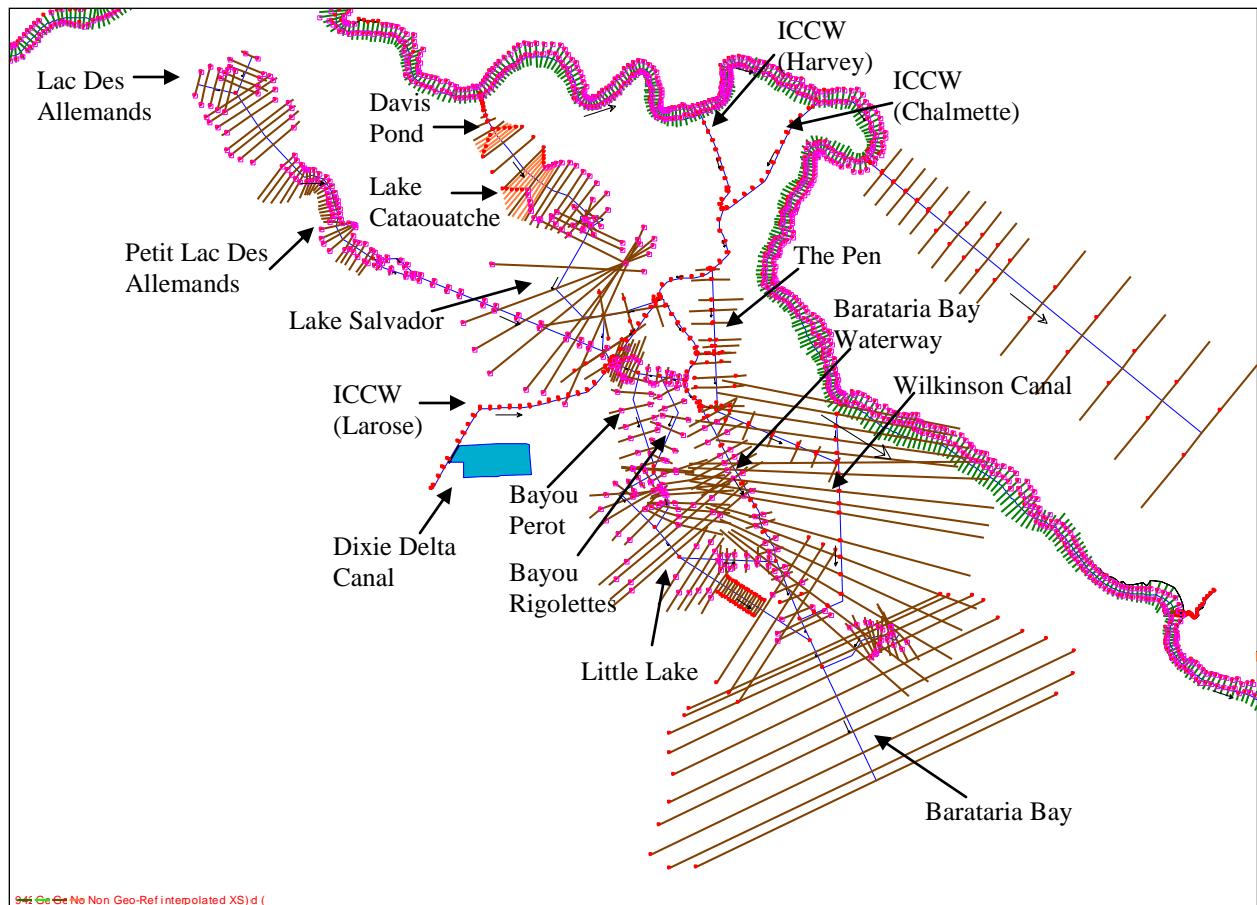 ICCW
(Harvey)
Lac Des
Allemands
ICCW
(Chalmette)
Davis
Pond
Lake
Cataouatche
Petit Lac Des
Allemands
The Pen
Lake Salvador
Barataria Bay
Waterway
ICCW
(Larose)
Wilkinson Canal
Bayou
Perot
Dixie Delta
Canal
Bayou
Rigolettes
Little Lake
Barataria Bay
Non Geo-Ref interpolated XS)